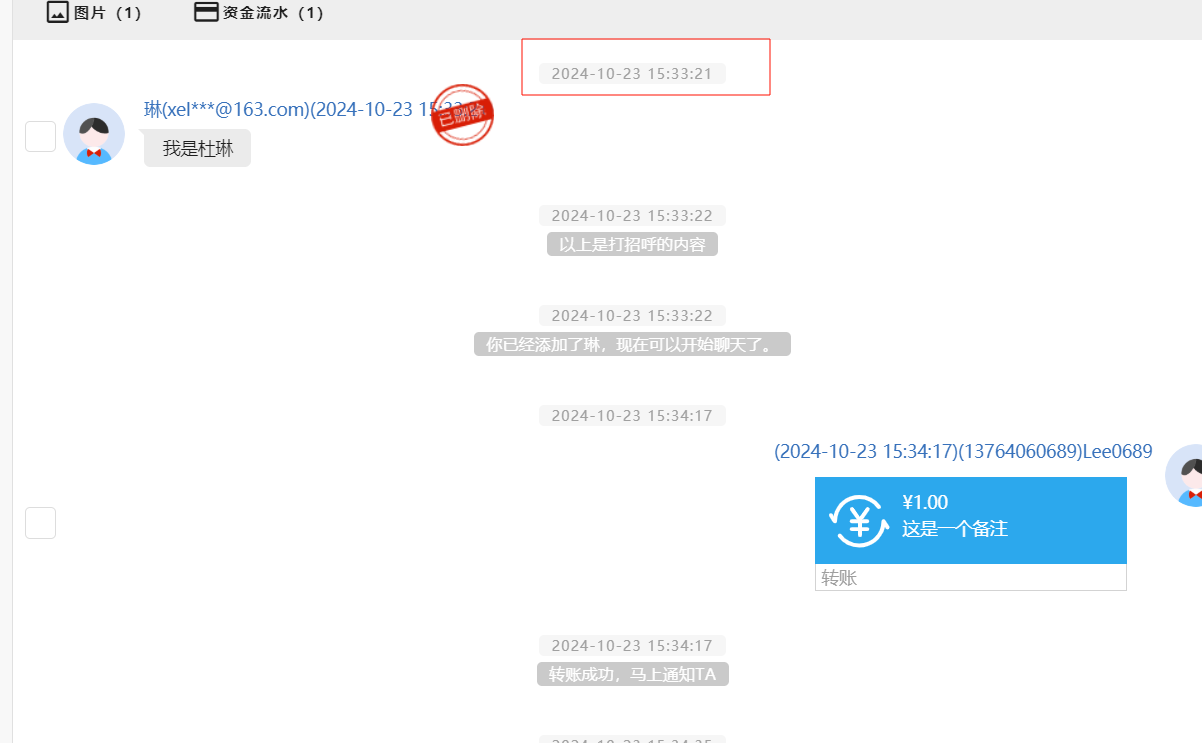 图片（1） 资金流水（1）
2024-10-23 15:33:21
琳(xel***@163.com)(2024-10-23 15:33
已删除
我是杜琳
2024-10-23 15:33:22
以上是打招呼的内容
2024-10-23 15:33:22
你已经添加了琳，现在可以开始聊天了。
2024-10-23 15:34:17
(2024-10-23 15:34:17)(13764060689)Lee0689
¥1.00
这是一个备注
转账
2024-10-23 15:34:17
转账成功，马上通知TA